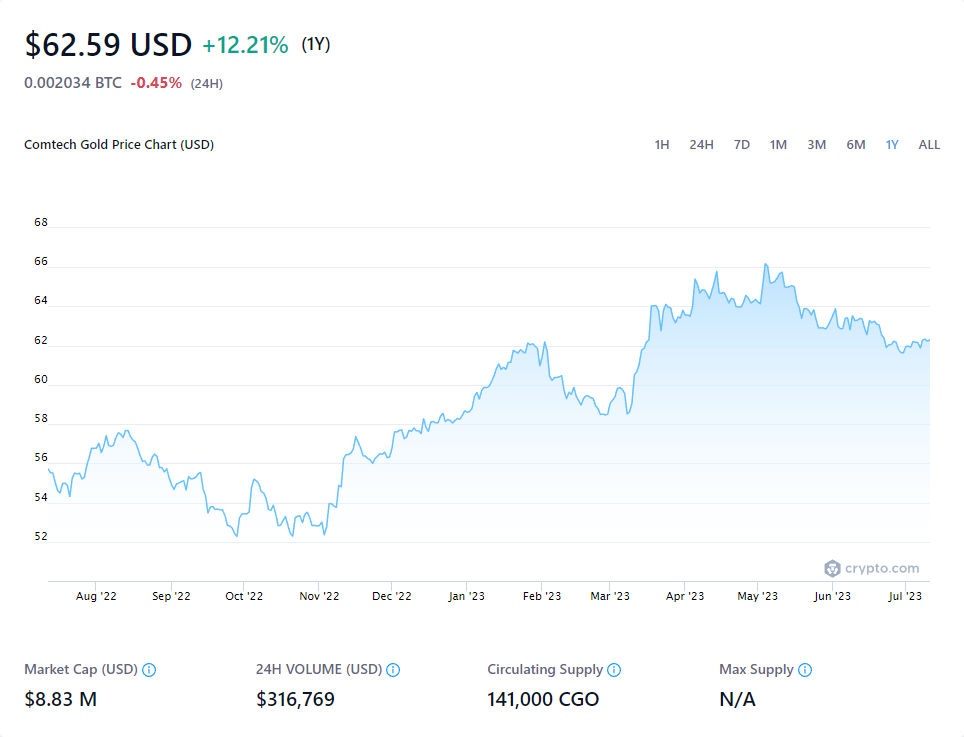 $62.59 USD +12.21% (1Y)
0.002034 BTC -0.45% (24H)
Comtech Gold Price Chart (USD)
1H 24H 7D 1M 3M 6M 1Y ALL
68
66
64
62
60
58
56
54
52
crypto.com
Aug '22 Sep '22 Oct '22 Nov '22 Dec '22 Jan '23 Feb '23 Mar '23 Apr '23 May '23 Jun '23 Jul '23
Market Cap (USD) 24H VOLUME (USD) Circulating Supply Max Supply
$8.83 M $316,769 141,000 CGO N/A